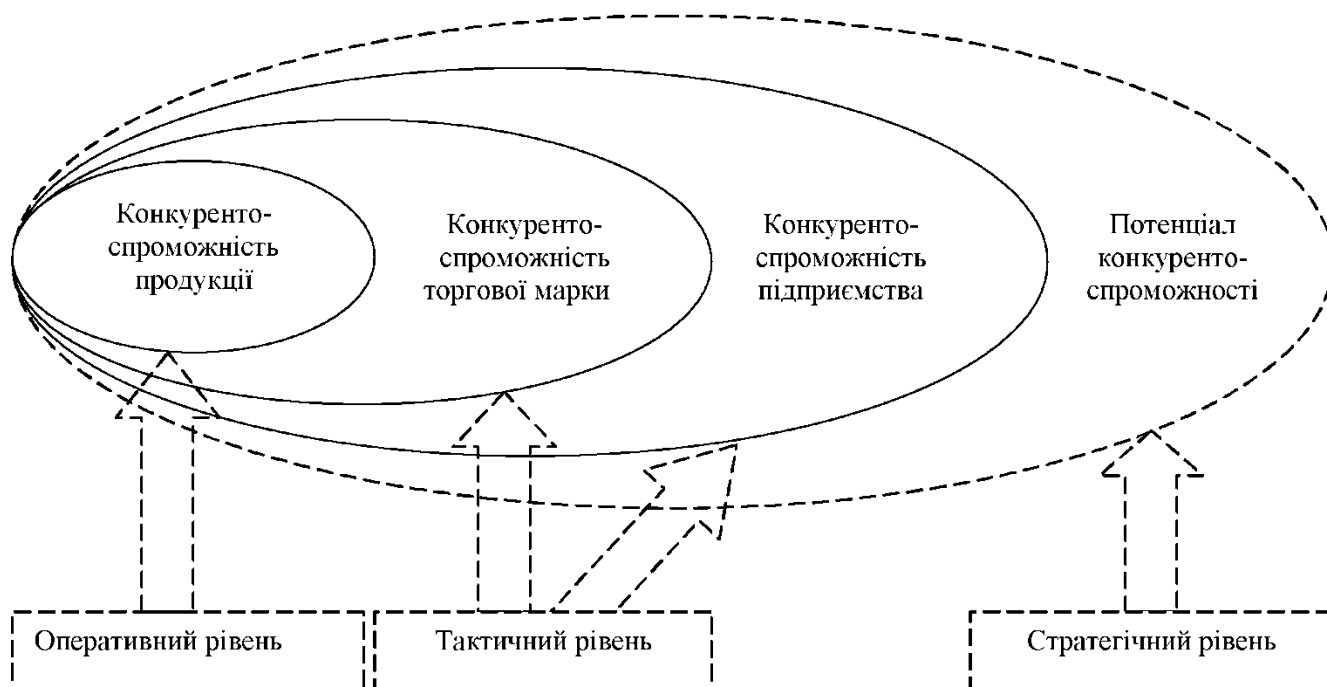 Конкуренто-
спроможність
продукції
Конкуренто-
спроможність
торгової марки
Конкуренто-
спроможність
підприємства
Потенціал
конкуренто-
спроможності
Оперативний рівень
Тактичний рівень
Стратегічний рівень